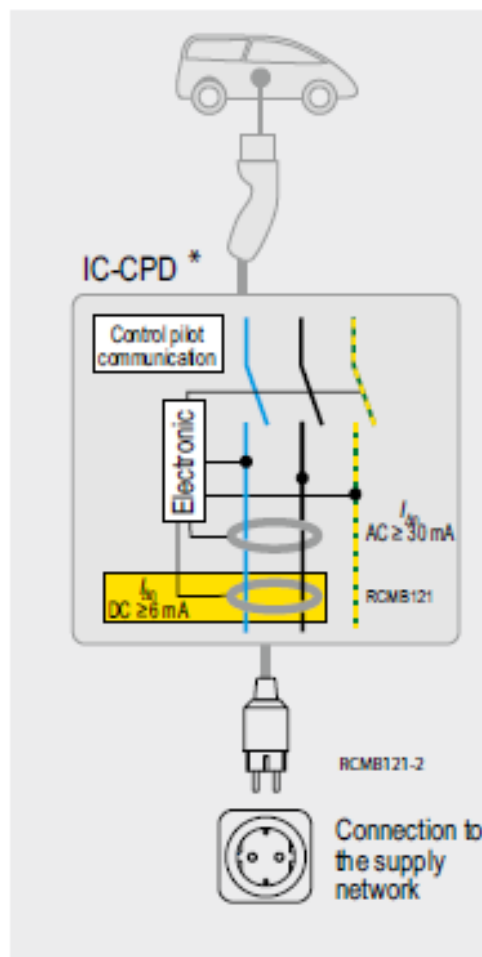 IC-CPD *
Control pilot
communication
Electronic
IΔn
AC ≥ 30 mA
IΔn
DC ≥ 6 mA
RCMB121
RCMB121-2
Connection to
the supply
network